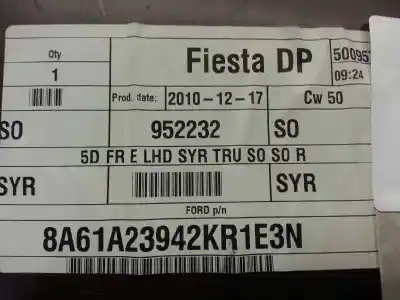 Qty
1
Fiesta DP
500957
09:24
Prod. date:
2010-12-17
Cw 50
SO
952232
SO
5D FR E LHD SYR TRU SO SO R
SYR
SYR
FORD p/n
8A61A23942KR1E3N